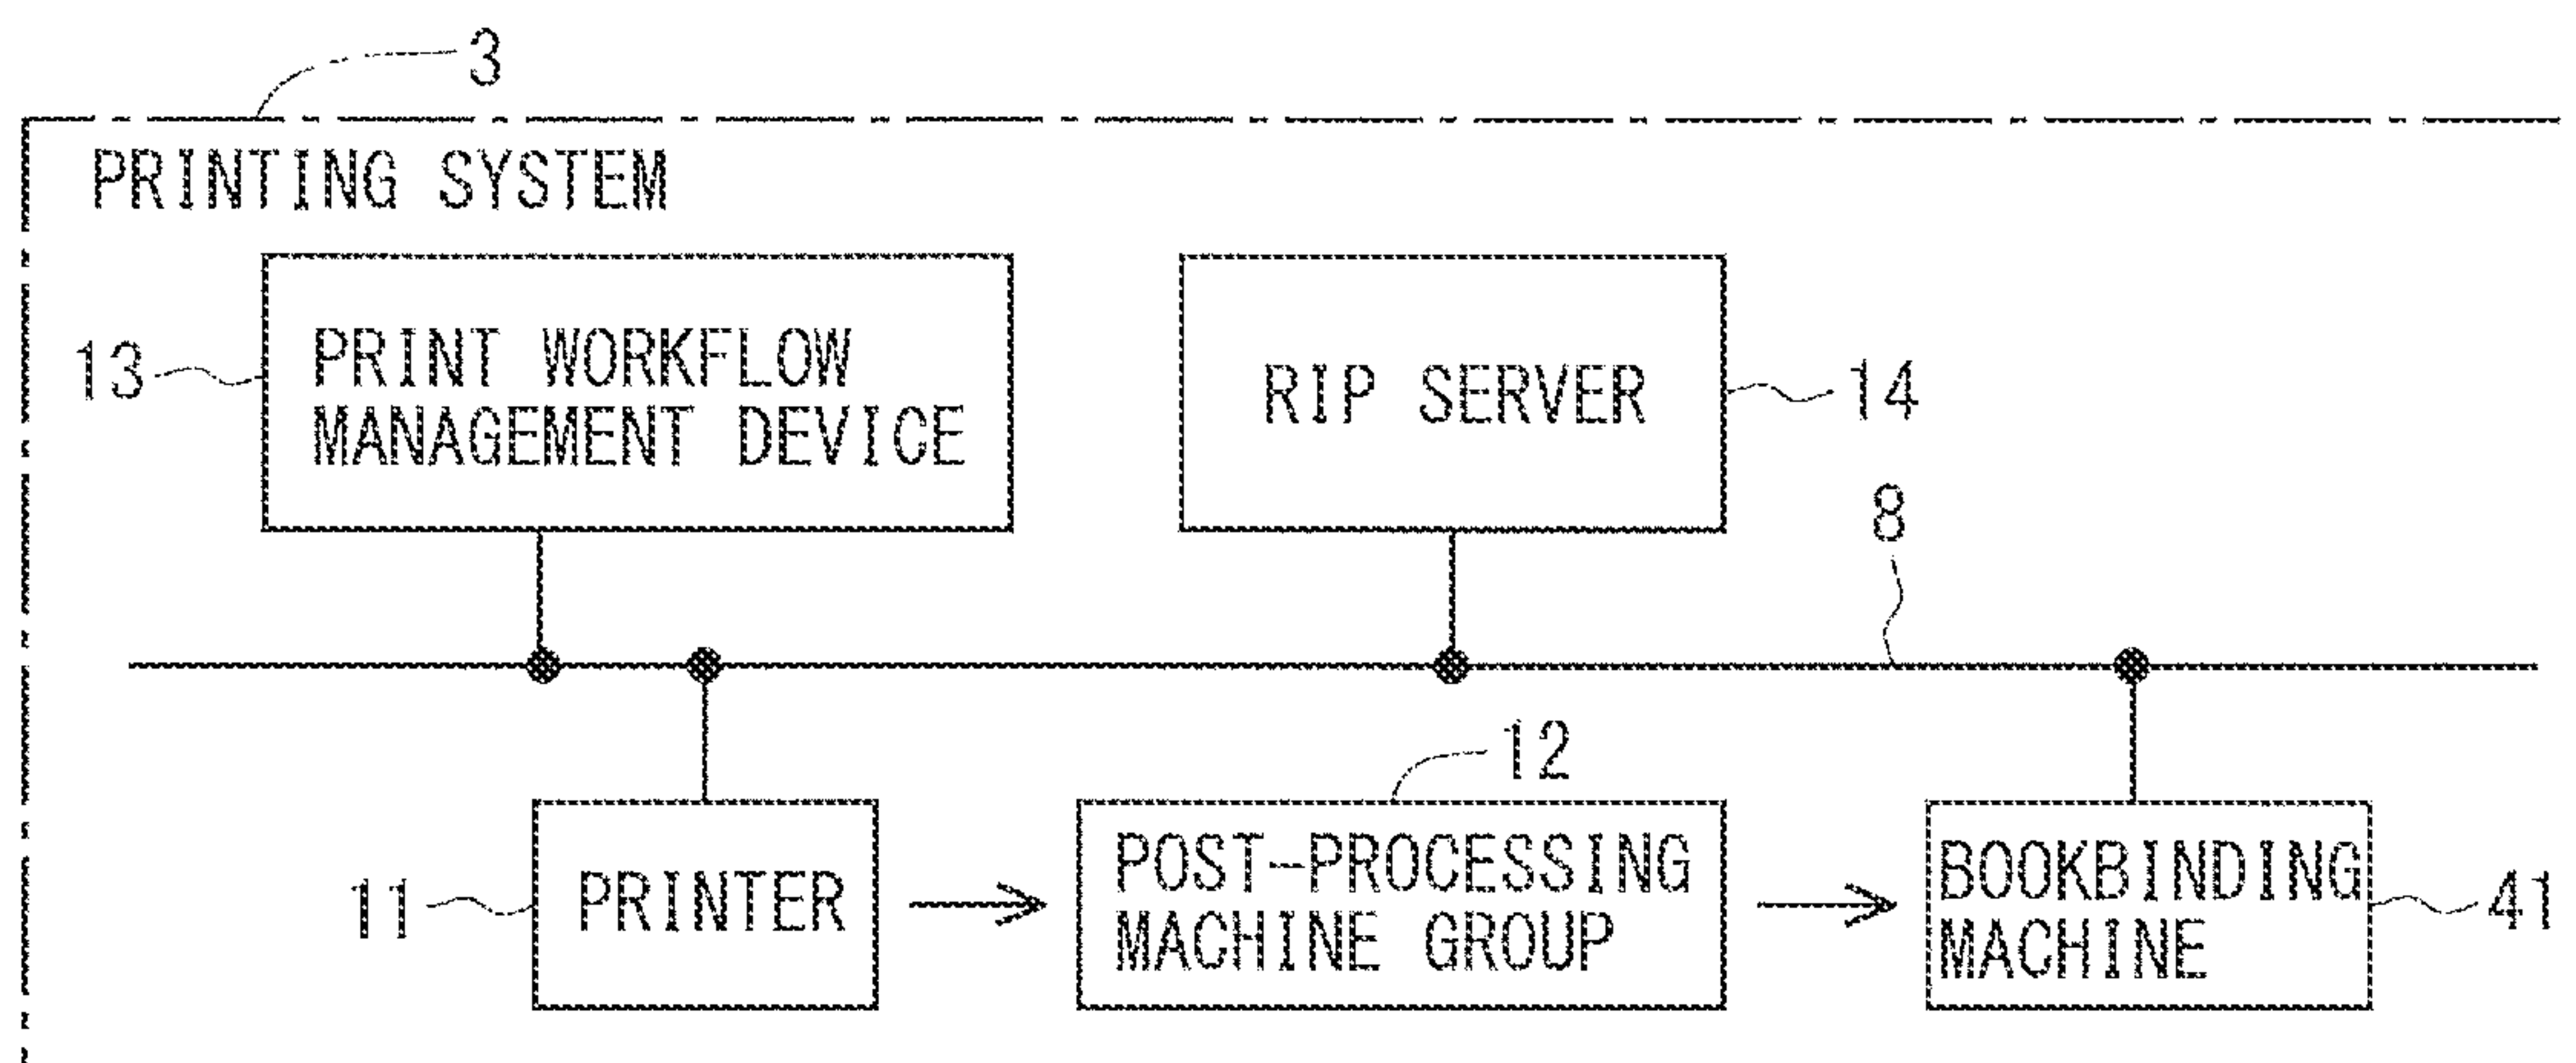 3
PRINTING SYSTEM
13
PRINT WORKFLOW
MANAGEMENT DEVICE
RIP SERVER
14
8
11
PRINTER
12
POST-PROCESSING
MACHINE GROUP
BOOKBINDING
MACHINE
41